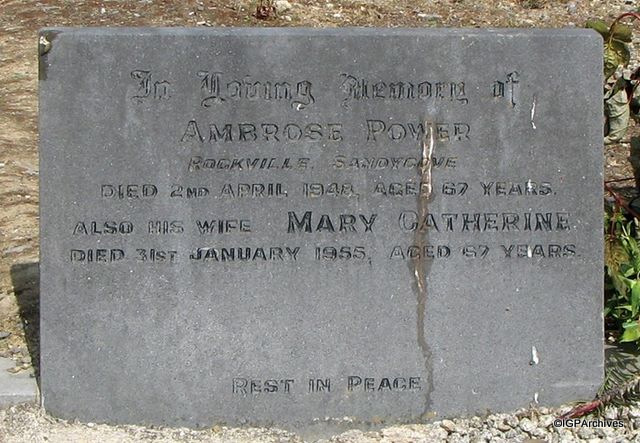 In Loving Memory of
AMBROSE POWER
ROCKVILLE, SANDYCOVE
DIED 2ND APRIL 1948, AGED 67 YEARS.
ALSO HIS WIFE MARY CATHERINE
DIED 31ST JANUARY 1955, AGED 67 YEARS.
REST IN PEACE
©IGPArchives